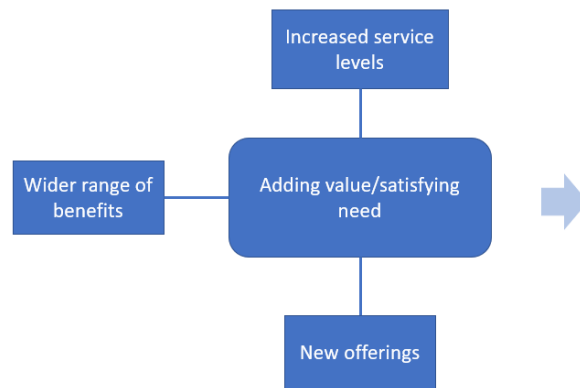 Increased service
levels
Wider range of
benefits
Adding value/satisfying
need
New offerings